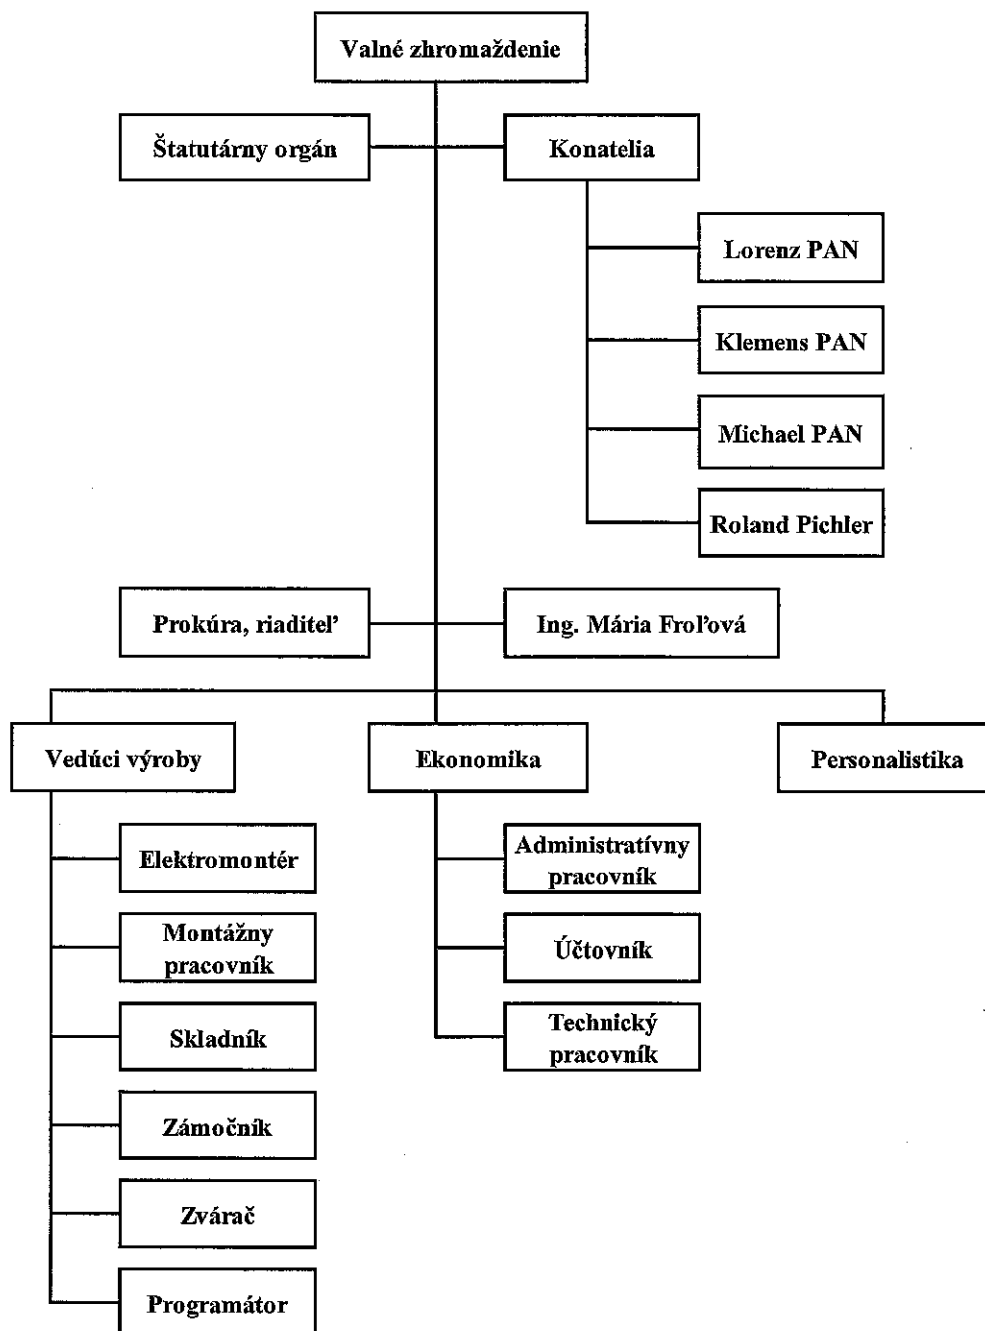 Valné zhromaždenie
Štatutárny orgán
Konatelia
Lorenz PAN
Klemens PAN
Michael PAN
Roland Pichler
Prokúra, riaditeľ
Ing. Mária Froľová
Vedúci výroby
Ekonomika
Personalistika
Elektromontér
Montážny
pracovník
Skladník
Zámočník
Zvárač
Programátor
Administratívny
pracovník
Účtovník
Technický
pracovník